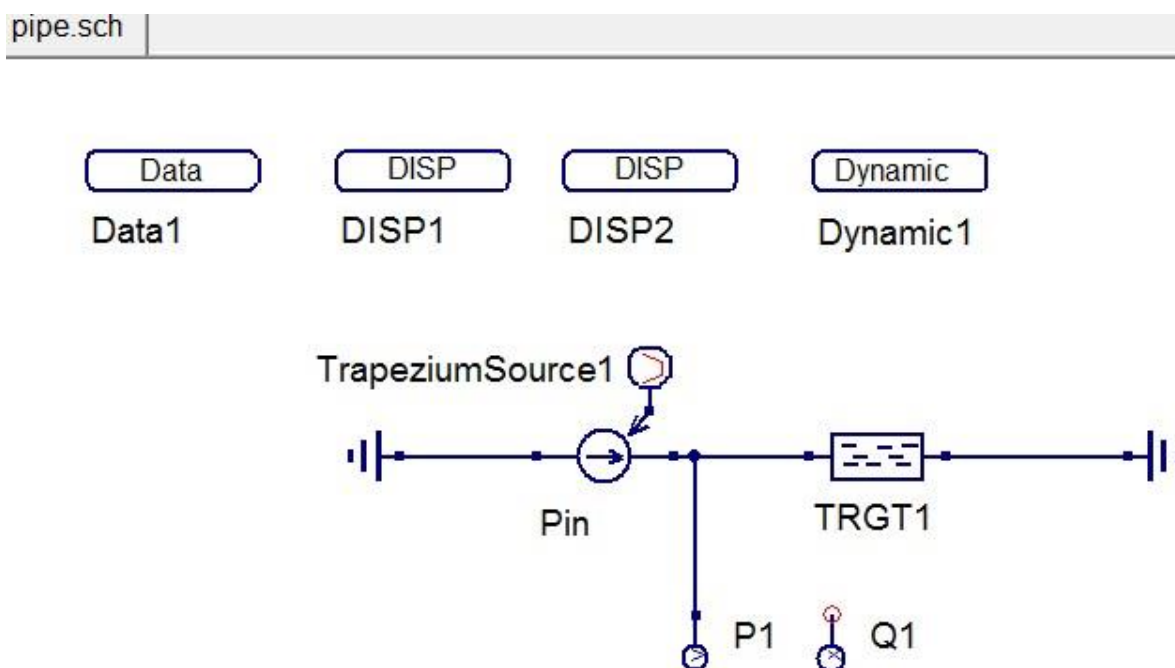 pipe.sch
Data DISP DISP Dynamic
Data1 DISP1 DISP2 Dynamic1
TrapeziumSource1
Pin TRGT1
P1 Q1